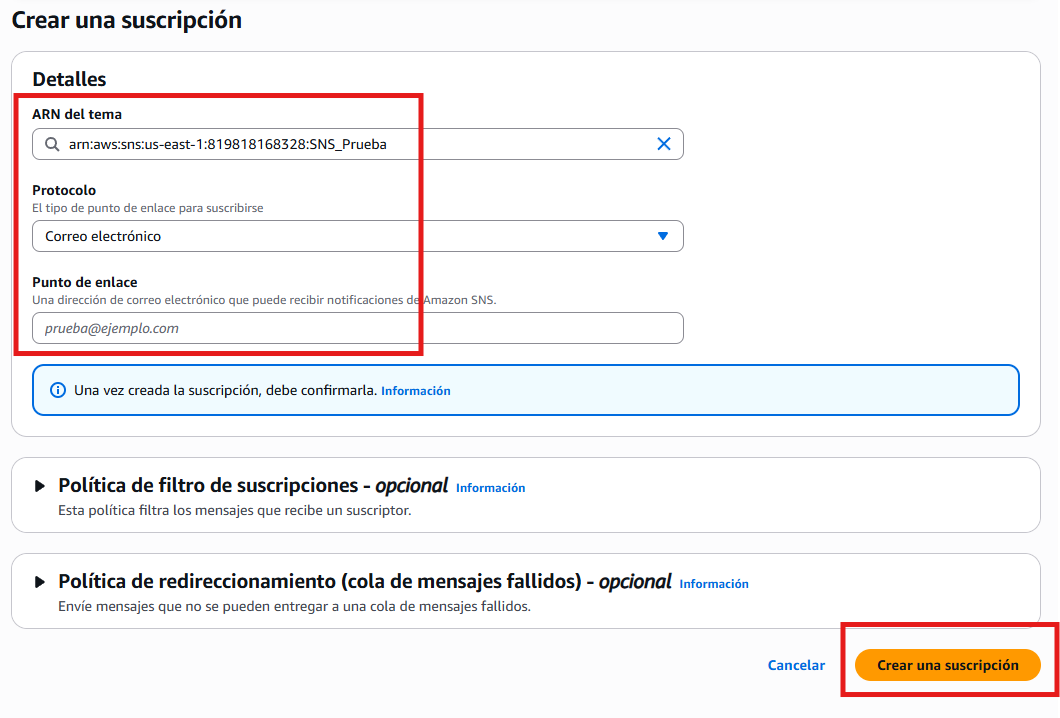 Crear una suscripción
Detalles
ARN del tema
arn:aws:sns:us-east-1:819818168328:SNS_Prueba
Protocolo
El tipo de punto de enlace para suscribirse
Correo electrónico
Punto de enlace
Una dirección de correo electrónico que puede recibir notificaciones de Amazon SNS.
prueba@ejemplo.com
Una vez creada la suscripción, debe confirmarla. Información
Política de filtro de suscripciones - opcional Información
Esta política filtra los mensajes que recibe un suscriptor.
Política de redireccionamiento (cola de mensajes fallidos) - opcional Información
Envíe mensajes que no se pueden entregar a una cola de mensajes fallidos.
Cancelar Crear una suscripción